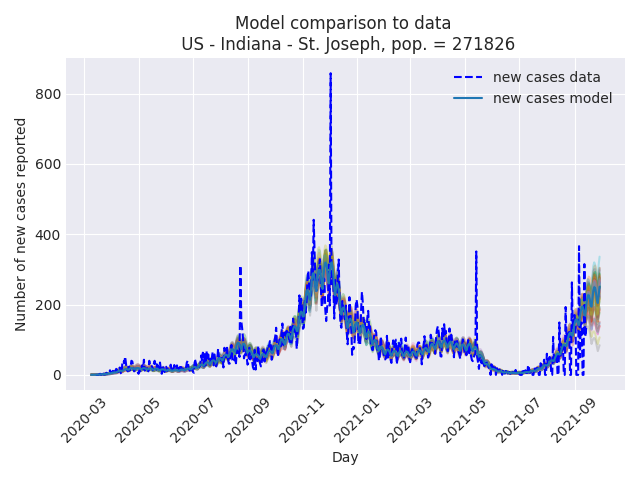 Model comparison to data
US - Indiana - St. Joseph, pop. = 271826
new cases data
new cases model
Number of new cases reported
800
600
400
200
0
2020-03
2020-05
2020-07
2020-09
2020-11
2021-01
2021-03
2021-05
2021-07
2021-09
Day